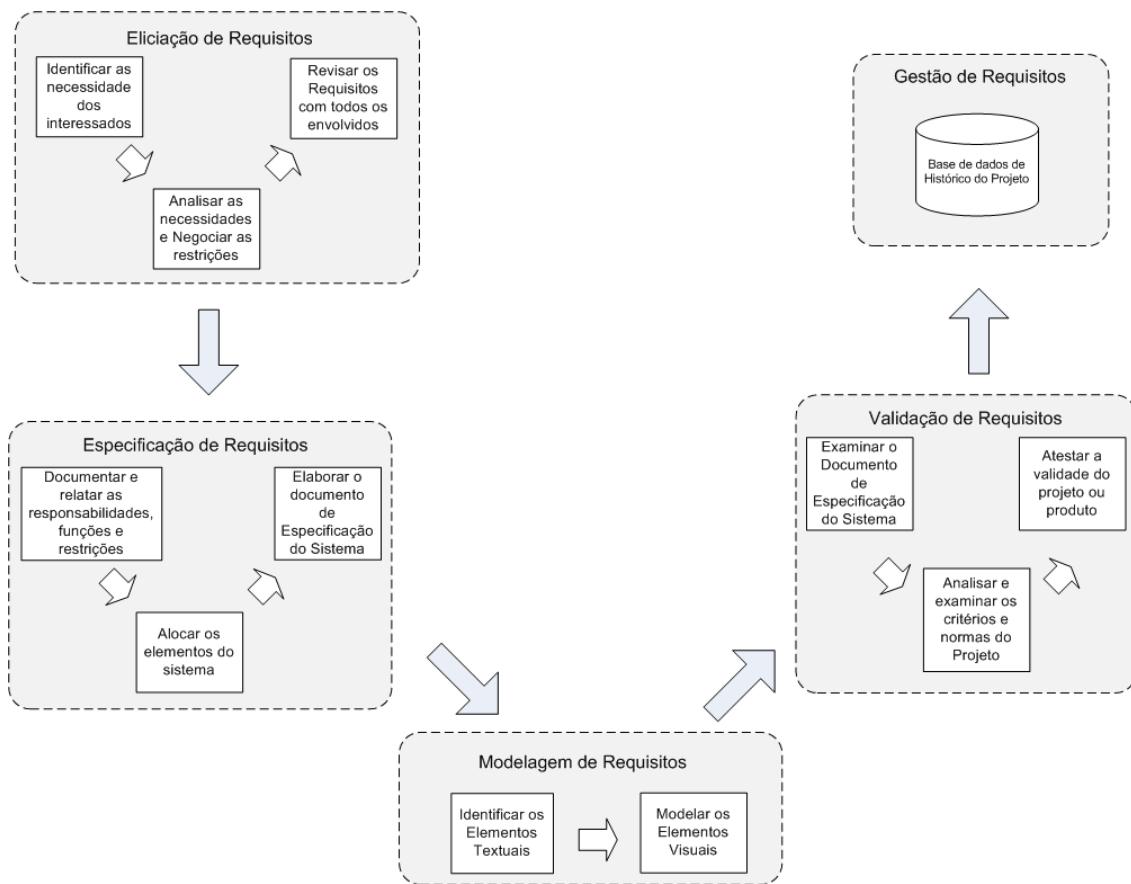 Eliciação de Requisitos
Identificar as
necessidade
dos
interessados
Analisar as
necessidades
e Negociar as
restrições
Revisar os
Requisitos
com todos os
envolvidos
Especificação de Requisitos
Documentar e
relatar as
responsabilidades,
funções e
restrições
Alocar os
elementos do
sistema
Elaborar o
documento
de
Especificação
do Sistema
Modelagem de Requisitos
Identificar os
Elementos
Textuais
Modelar os
Elementos
Visuais
Validação de Requisitos
Examinar o
Documento
de
Especificação
do Sistema
Analisar e
examinar os
critérios e
normas do
Projeto
Atestar a
validade do
projeto ou
produto
Gestão de Requisitos
Base de dados de
Histórico do Projeto